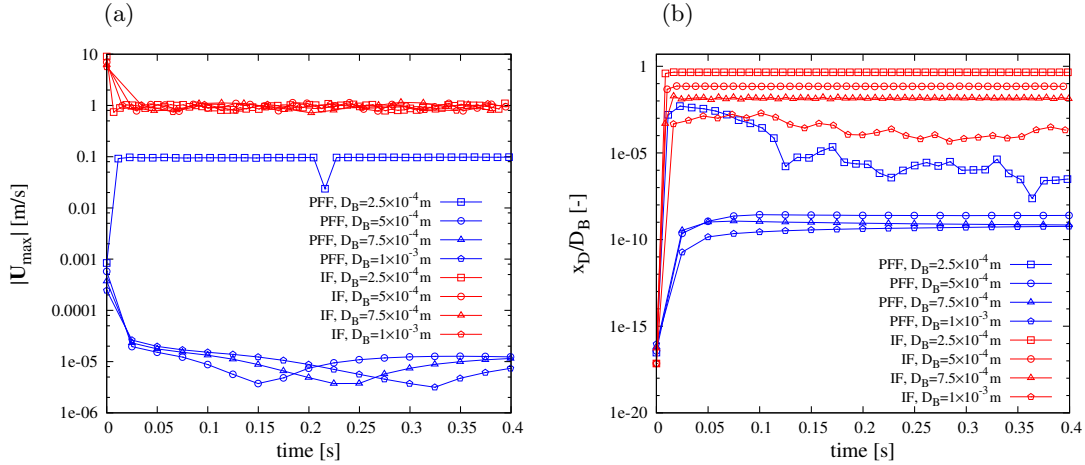 (a)
10
1
0.1
0.001
0.0001
1e-05
1e-06
|U_max| [m/s]
PFF, D_B=2.5×10⁻⁴ m
PFF, D_B=5×10⁻⁴ m
PFF, D_B=7.5×10⁻⁴ m
PFF, D_B=1×10⁻³ m
IF, D_B=2.5×10⁻⁴ m
IF, D_B=5×10⁻⁴ m
IF, D_B=7.5×10⁻⁴ m
IF, D_B=1×10⁻³ m
0 0.05 0.1 0.15 0.2 0.25 0.3 0.35 0.4
time [s]
(b)
1
1e-05
1e-10
1e-15
1e-20
x_D/D_B [-]
PFF, D_B=2.5×10⁻⁴ m
PFF, D_B=5×10⁻⁴ m
PFF, D_B=7.5×10⁻⁴ m
PFF, D_B=1×10⁻³ m
IF, D_B=2.5×10⁻⁴ m
IF, D_B=5×10⁻⁴ m
IF, D_B=7.5×10⁻⁴ m
IF, D_B=1×10⁻³ m
0 0.05 0.1 0.15 0.2 0.25 0.3 0.35 0.4
time [s]